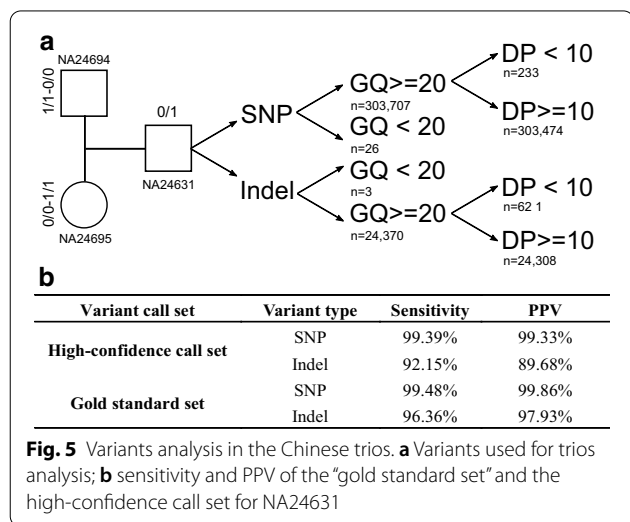 a
NA24694
1/1-0/0
0/1
NA24631
0/0-1/1
NA24695
SNP
Indel
GQ>=20
n=303,707
GQ < 20
n=26
GQ < 20
n=3
GQ>=20
n=24,370
DP < 10
n=233
DP>=10
n=303,474
DP < 10
n=62 1
DP>=10
n=24,308
b
Variant call set Variant type Sensitivity PPV
High-confidence call set SNP 99.39% 99.33%
Indel 92.15% 89.68%
Gold standard set SNP 99.48% 99.86%
Indel 96.36% 97.93%
Fig. 5 Variants analysis in the Chinese trios. a Variants used for trios
analysis; b sensitivity and PPV of the “gold standard set” and the
high-confidence call set for NA24631